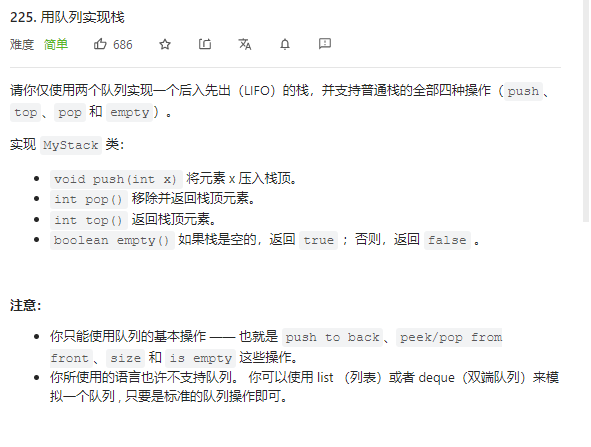 225. 用队列实现栈
难度 简单 686
请你仅使用两个队列实现一个后入先出（LIFO）的栈，并支持普通栈的全部四种操作（push、
top、pop 和 empty）。
实现 MyStack 类：
void push(int x) 将元素 x 压入栈顶。
int pop() 移除并返回栈顶元素。
int top() 返回栈顶元素。
boolean empty() 如果栈是空的，返回 true ；否则，返回 false 。
注意：
你只能使用队列的基本操作 —— 也就是 push to back、peek/pop from
front、size 和 is empty 这些操作。
你所使用的语言也许不支持队列。 你可以使用 list （列表）或者 deque（双端队列）来模
拟一个队列 , 只要是标准的队列操作即可。